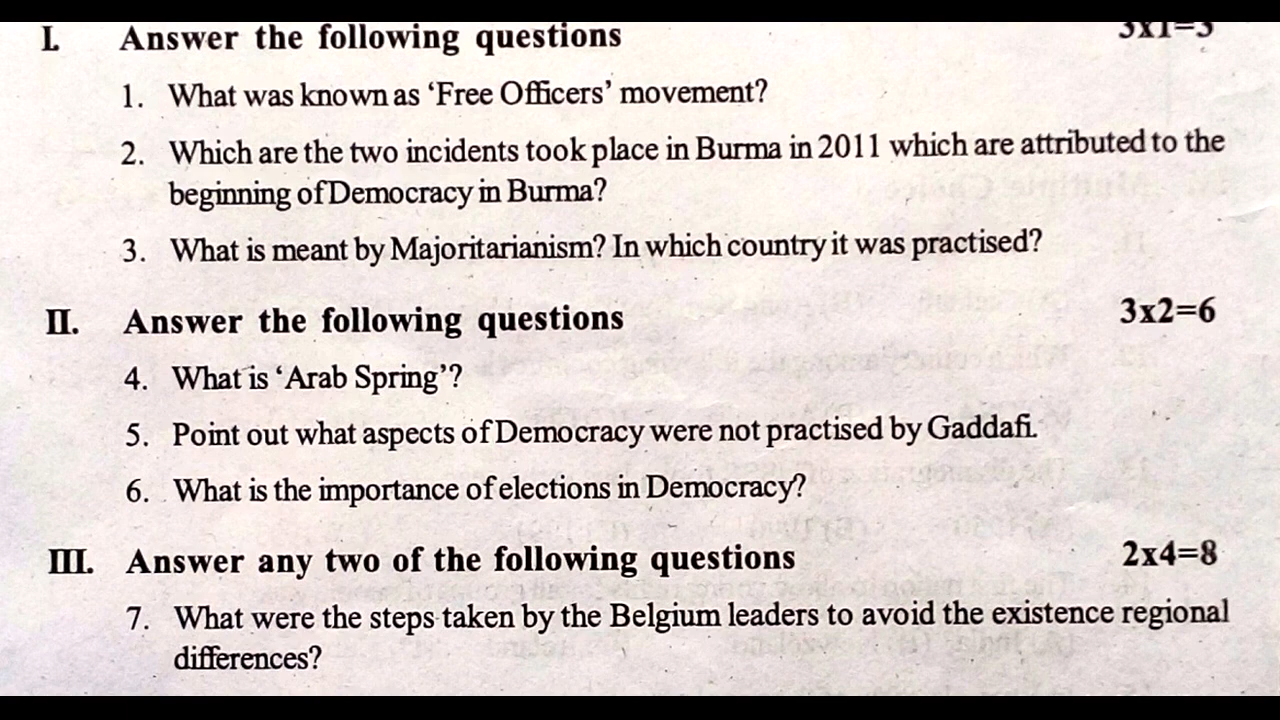 I. Answer the following questions 3x1=3
1. What was known as ‘Free Officers’ movement?
2. Which are the two incidents took place in Burma in 2011 which are attributed to the
beginning of Democracy in Burma?
3. What is meant by Majoritarianism? In which country it was practised?
II. Answer the following questions 3x2=6
4. What is ‘Arab Spring’?
5. Point out what aspects of Democracy were not practised by Gaddafi.
6. What is the importance of elections in Democracy?
III. Answer any two of the following questions 2x4=8
7. What were the steps taken by the Belgium leaders to avoid the existence regional
differences?